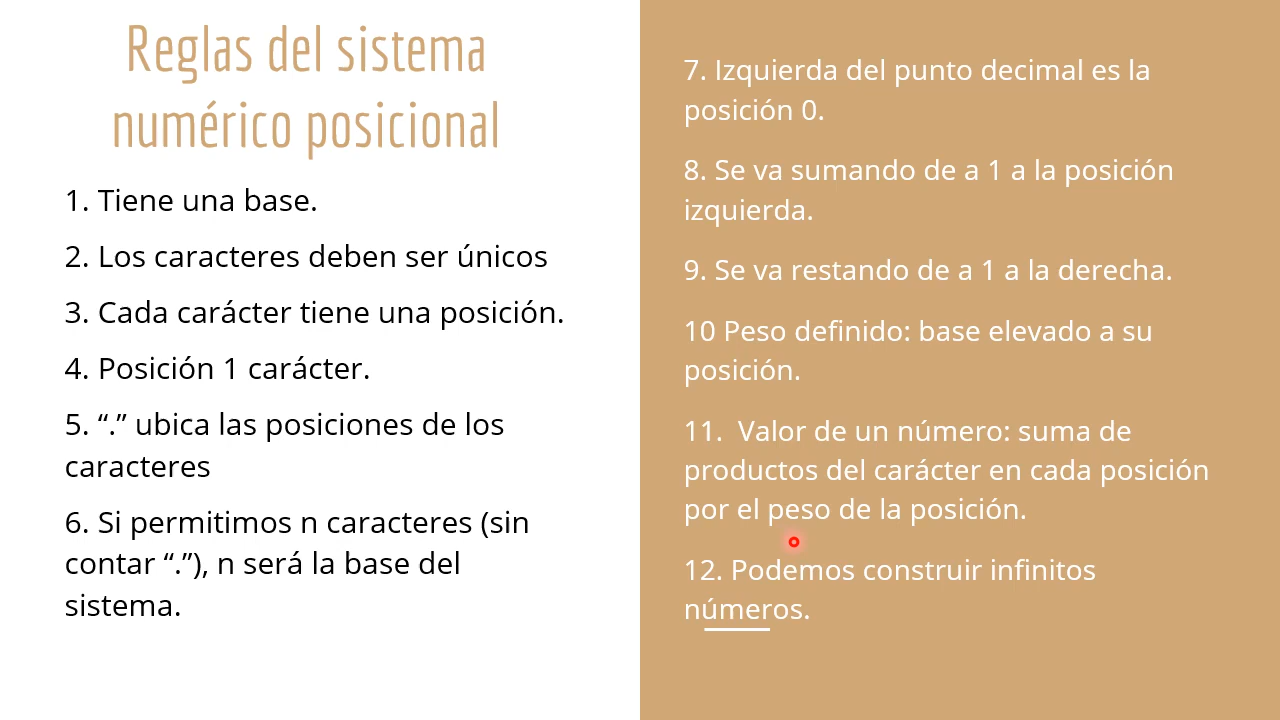 Reglas del sistema
numérico posicional
1. Tiene una base.
2. Los caracteres deben ser únicos
3. Cada carácter tiene una posición.
4. Posición 1 carácter.
5. “.” ubica las posiciones de los
caracteres
6. Si permitimos n caracteres (sin
contar “.”), n será la base del
sistema.
7. Izquierda del punto decimal es la
posición 0.
8. Se va sumando de a 1 a la posición
izquierda.
9. Se va restando de a 1 a la derecha.
10 Peso definido: base elevado a su
posición.
11.  Valor de un número: suma de
productos del carácter en cada posición
por el peso de la posición.
12. Podemos construir infinitos
números.